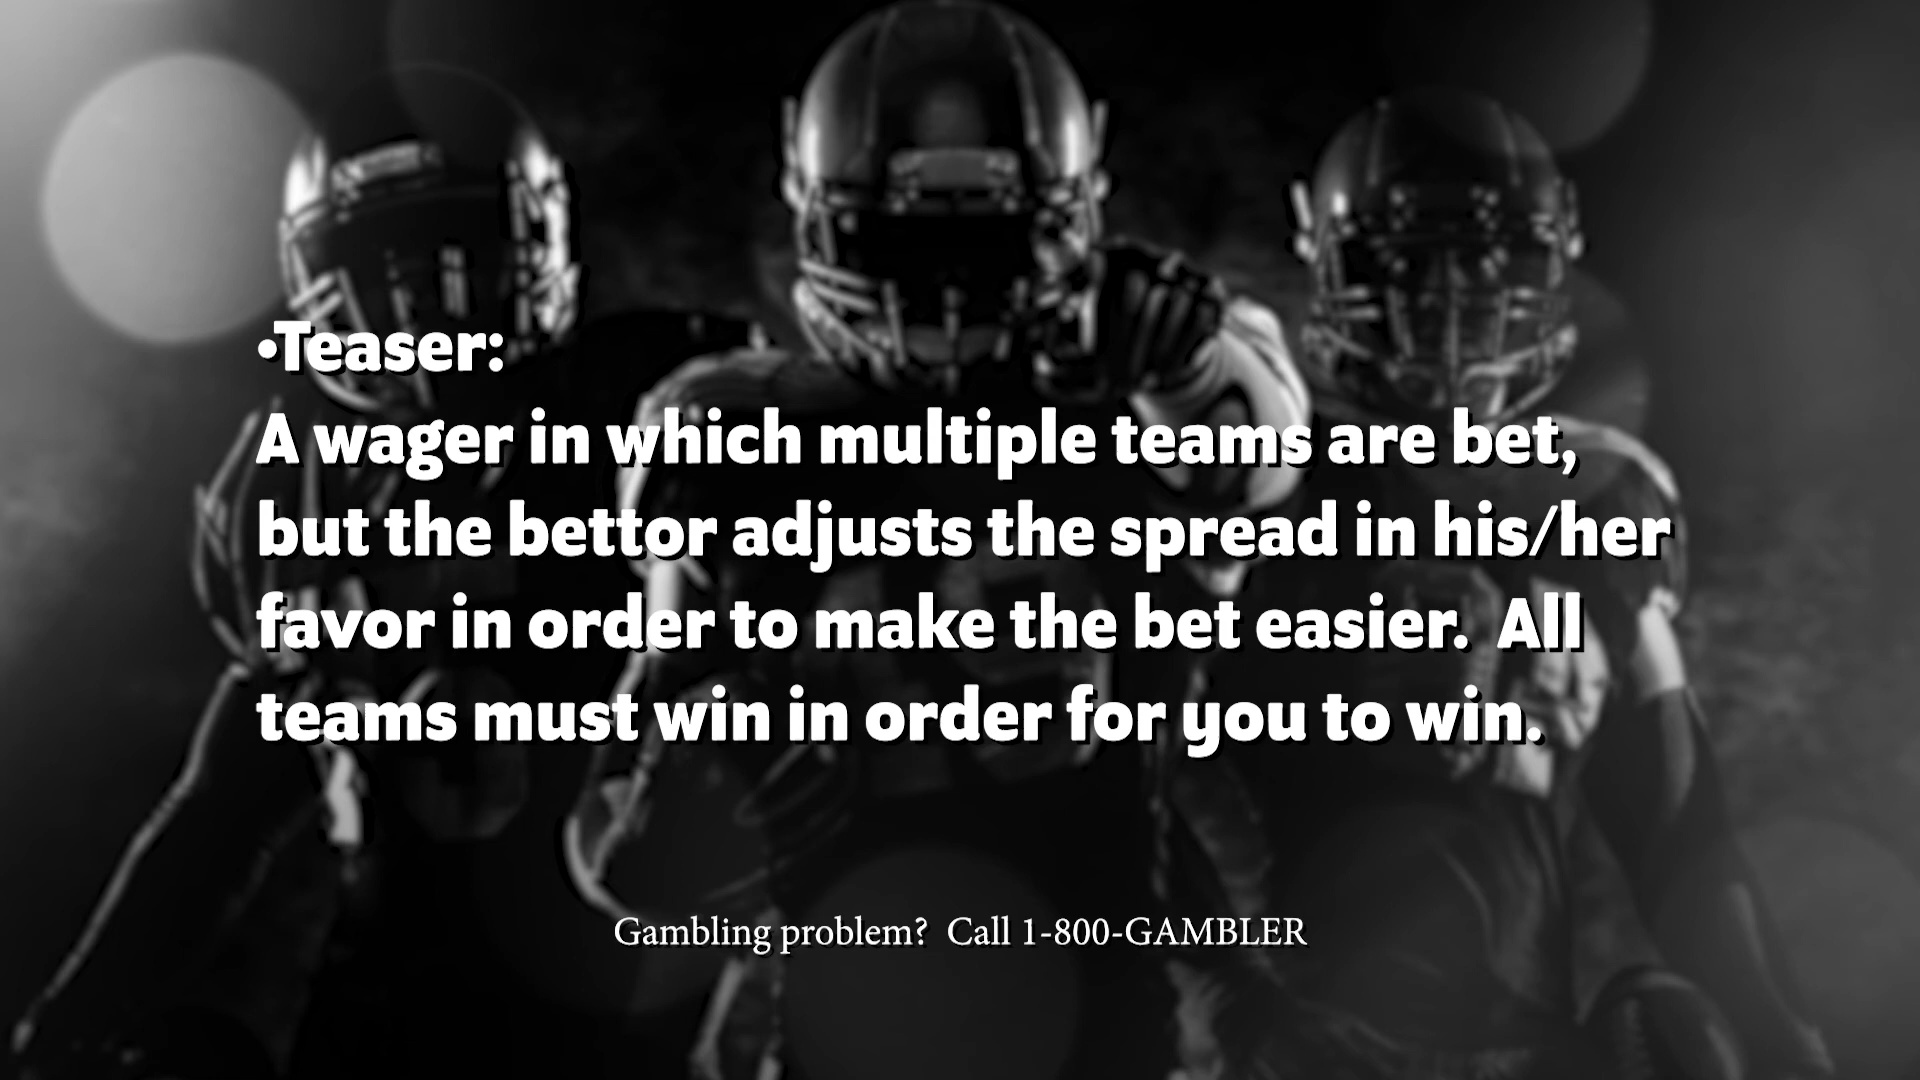 •Teaser:
A wager in which multiple teams are bet,
but the bettor adjusts the spread in his/her
favor in order to make the bet easier.  All
teams must win in order for you to win.
Gambling problem?  Call 1-800-GAMBLER